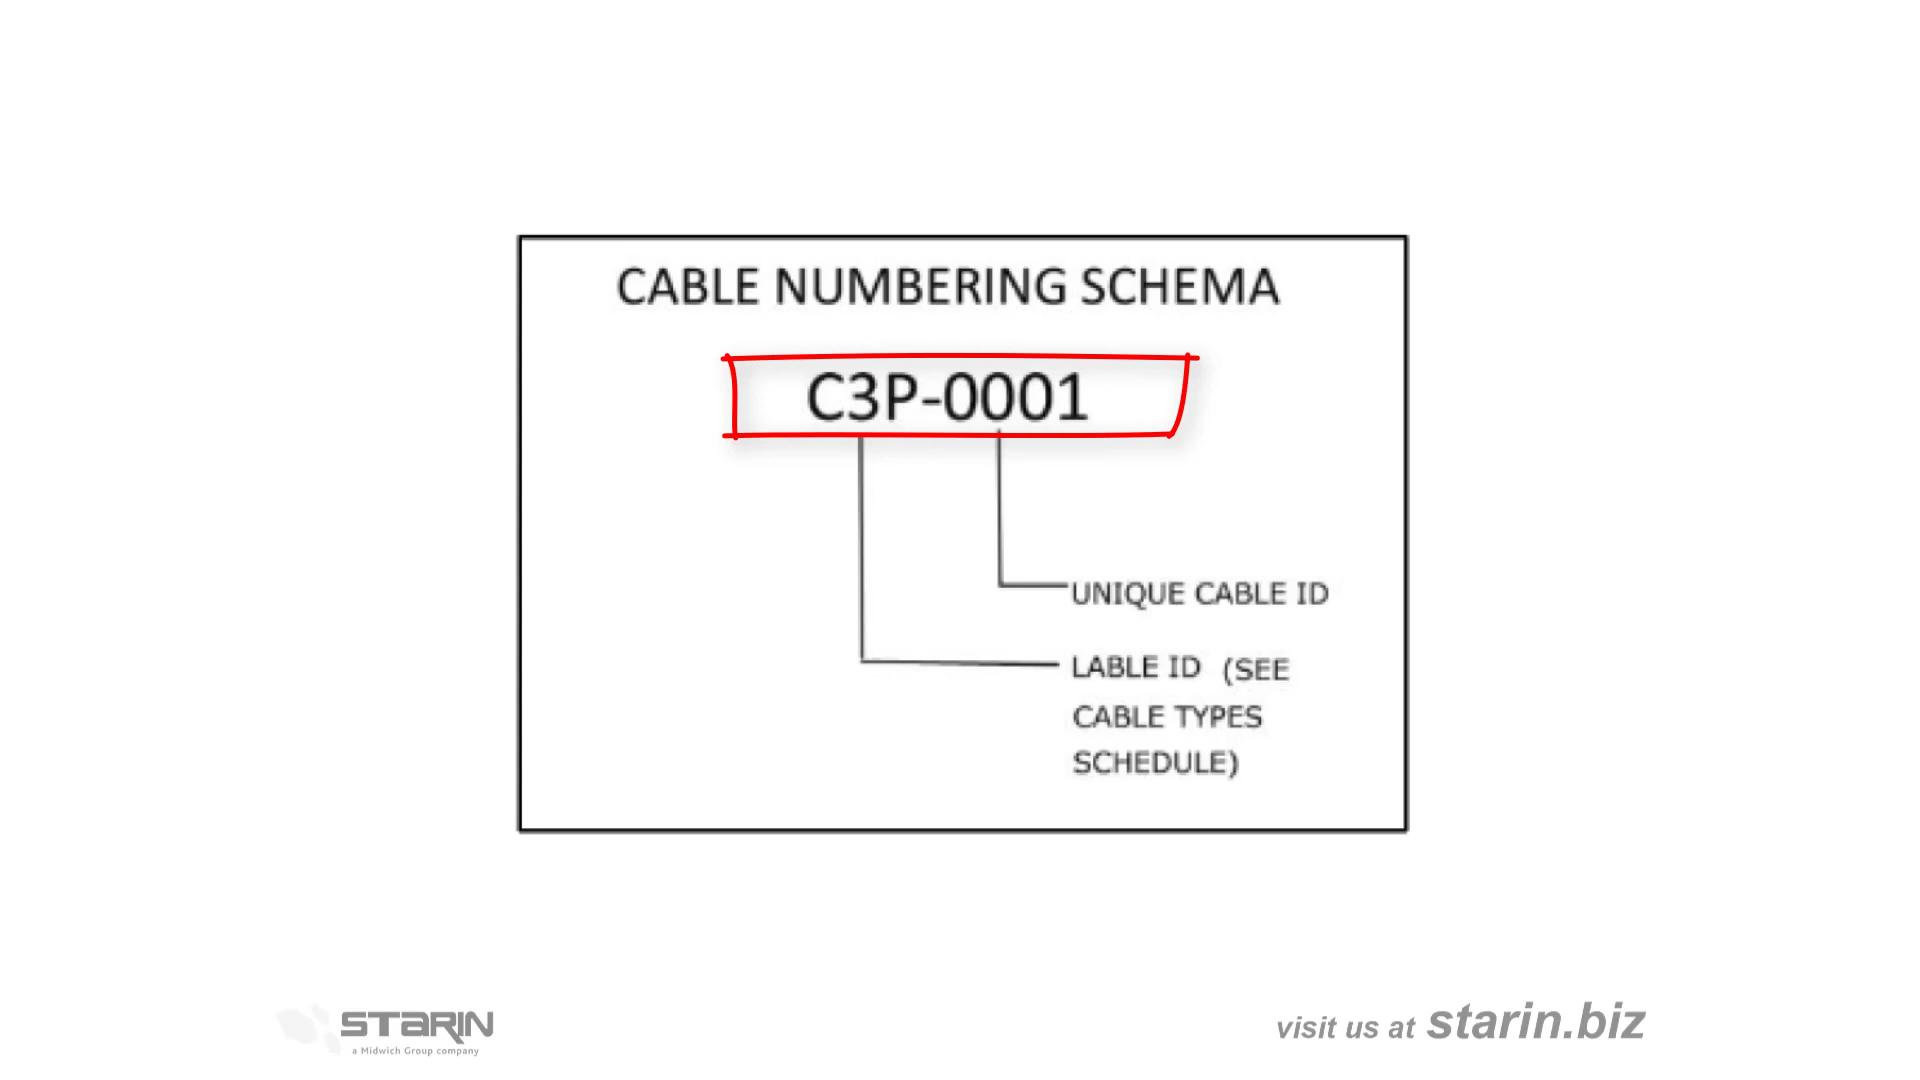 CABLE NUMBERING SCHEMA
C3P-0001
UNIQUE CABLE ID
LABLE ID (SEE
CABLE TYPES
SCHEDULE)
STARIN
a Midwich Group company
visit us at starin.biz